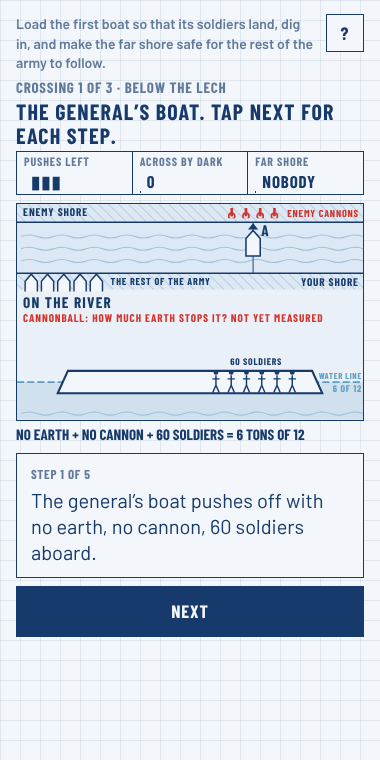 Load the first boat so that its soldiers land, dig
in, and make the far shore safe for the rest of the
army to follow.
?
CROSSING 1 OF 3 · BELOW THE LECH
THE GENERAL'S BOAT. TAP NEXT FOR
EACH STEP.
PUSHES LEFT
ACROSS BY DARK
0
FAR SHORE
NOBODY
ENEMY SHORE
ENEMY CANNONS
A
THE REST OF THE ARMY
YOUR SHORE
ON THE RIVER
CANNONBALL: HOW MUCH EARTH STOPS IT? NOT YET MEASURED
60 SOLDIERS
WATER LINE
6 OF 12
NO EARTH + NO CANNON + 60 SOLDIERS = 6 TONS OF 12
STEP 1 OF 5
The general's boat pushes off with
no earth, no cannon, 60 soldiers
aboard.
NEXT